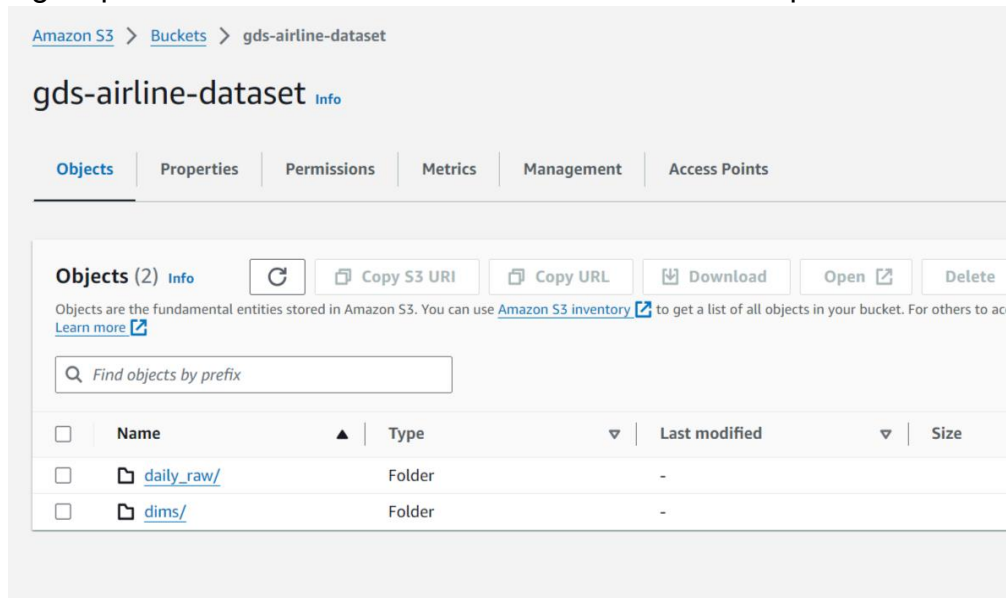 Amazon S3 > Buckets > gds-airline-dataset
gds-airline-dataset Info
Objects Properties Permissions Metrics Management Access Points
Objects (2) Info Copy S3 URI Copy URL Download Open Delete
Objects are the fundamental entities stored in Amazon S3. You can use Amazon S3 inventory to get a list of all objects in your bucket. For others to
Learn more
Find objects by prefix
Name Type Last modified Size
daily_raw/ Folder -
dims/ Folder -